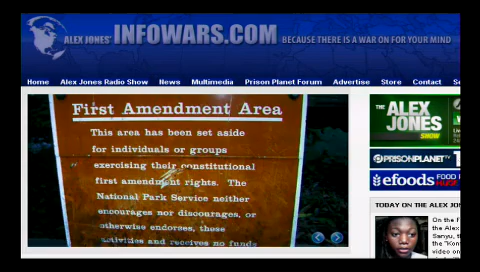 ALEX JONES' INFOWARS.COM BECAUSE THERE IS A WAR ON FOR YOUR MIND
Home Alex Jones Radio Show News Multimedia Prison Planet Forum Advertise Store Contact
First Amendment Area
This area has been set aside
for individuals or groups
exercising their constitutional
first amendment rights. The
National Park Service neither
encourages nor discourages, or
otherwise endorses, these
activities and receives no funds
THE
ALEX
JONES
SHOW
PRISONPLANET
efoods FOOD
TODAY ON THE ALEX JON
On the
the Alex
Sanyu,
the "Kon
video on